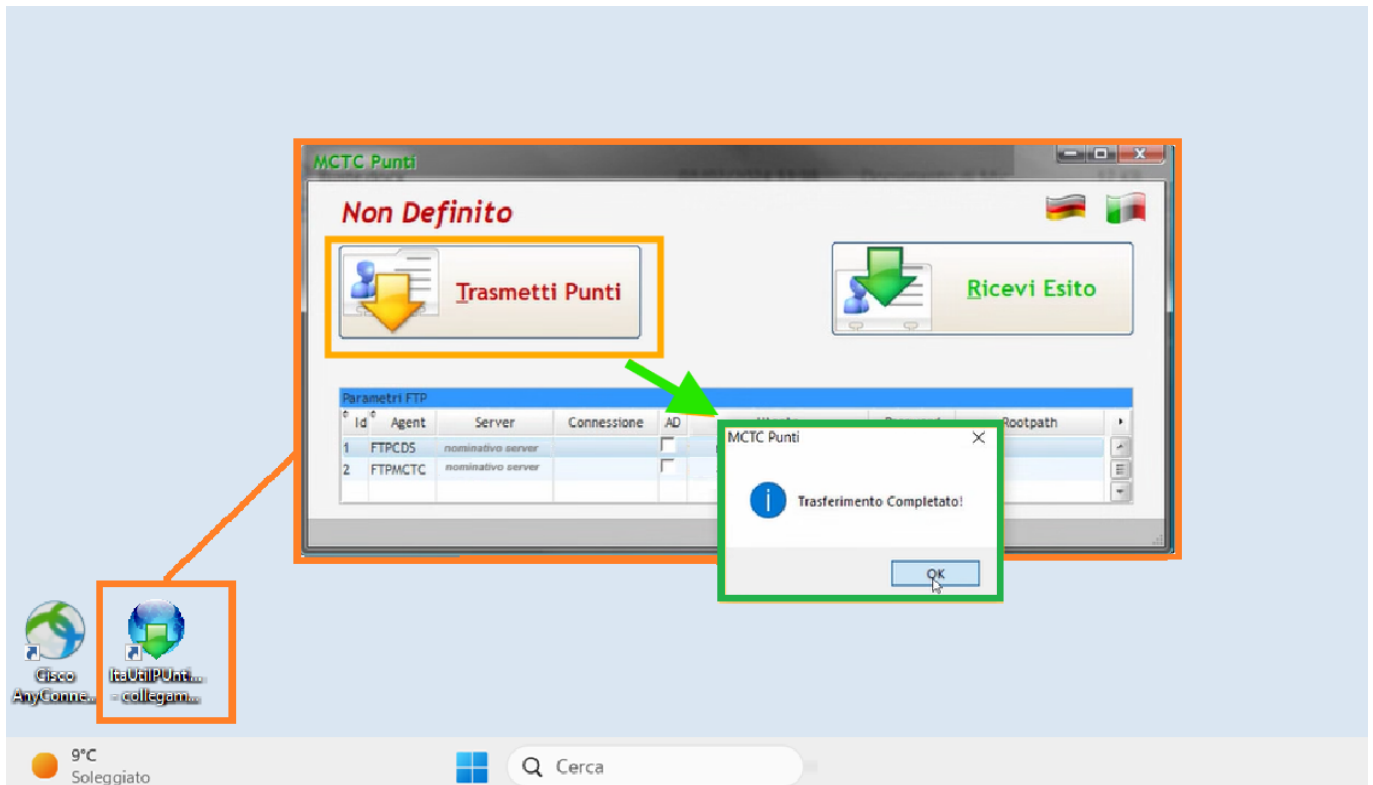 MCTC Punti
Non Definito
Trasmetti Punti
Ricevi Esito
Parametri FTP
Id Agent Server Connessione AD Rootpath
1 FTPCDS nominativo server
2 FTPMCTC nominativo server
MCTC Punti
Trasferimento Completato!
OK
Cisco
AnyConne...
ItaUtilPUnti...
- collegam...
9°C
Soleggiato
Cerca